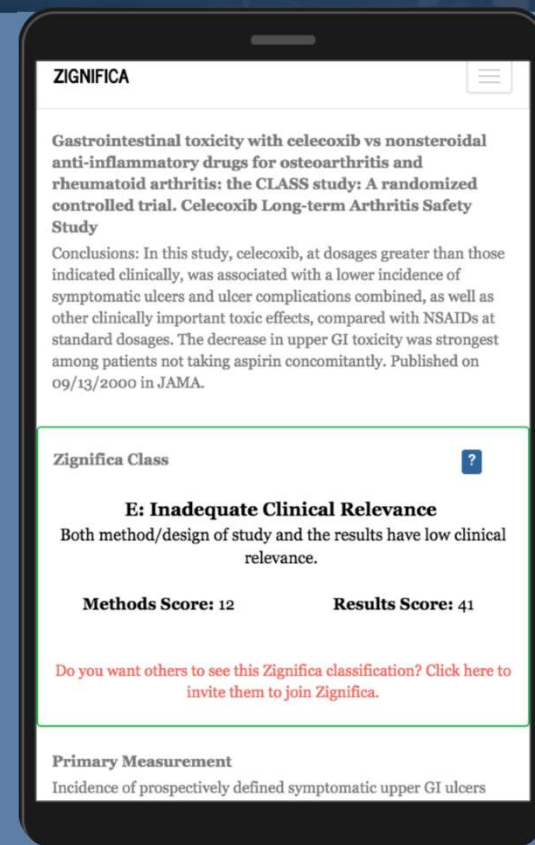 ZIGNIFICA
Gastrointestinal toxicity with celecoxib vs nonsteroidal
anti-inflammatory drugs for osteoarthritis and
rheumatoid arthritis: the CLASS study: A randomized
controlled trial. Celecoxib Long-term Arthritis Safety
Study
Conclusions: In this study, celecoxib, at dosages greater than those
indicated clinically, was associated with a lower incidence of
symptomatic ulcers and ulcer complications combined, as well as
other clinically important toxic effects, compared with NSAIDs at
standard dosages. The decrease in upper GI toxicity was strongest
among patients not taking aspirin concomitantly. Published on
09/13/2000 in JAMA.
Zignifica Class
?
E: Inadequate Clinical Relevance
Both method/design of study and the results have low clinical
relevance.
Methods Score: 12 Results Score: 41
Do you want others to see this Zignifica classification? Click here to
invite them to join Zignifica.
Primary Measurement
Incidence of prospectively defined symptomatic upper GI ulcers